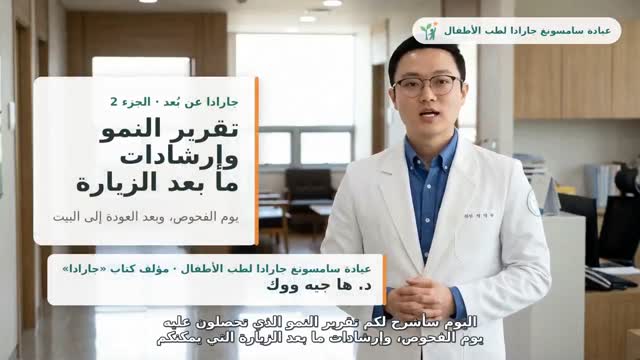 عيادة سامسونغ جارادا لطب الأطفال
جارادا عن بُعد · الجزء 2
تقرير النمو
وإرشادات
ما بعد الزيارة
يوم الفحوص، وبعد العودة إلى البيت
عيادة سامسونغ جارادا لطب الأطفال · مؤلف كتاب «جارادا»
د. ها جيه ووك
اليوم سأشرح لكم تقرير النمو الذي تحصلون عليه
يوم الفحوص، وإرشادات ما بعد الزيارة التي يمكنكم